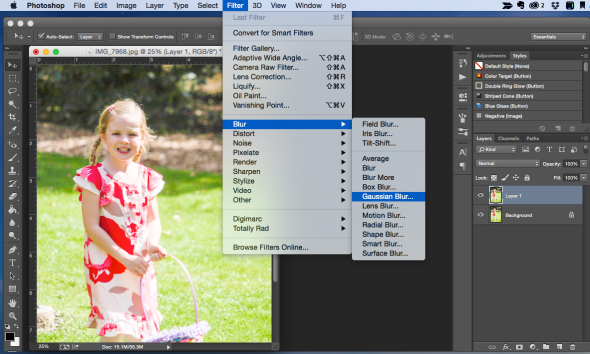 Photoshop File Edit Image Layer Type Select Filter 3D View Window Help 2
Auto-Select: Layer Show Transform Controls 3D Mode: Essentials
IMG_7968.jpg @ 25% (Layer 1, RGB/8*) *
Last Filter ⌘F
Convert for Smart Filters
Filter Gallery...
Adaptive Wide Angle... ⌥⇧⌘A
Camera Raw Filter... ⇧⌘A
Lens Correction... ⇧⌘R
Liquify... ⇧⌘X
Oil Paint...
Vanishing Point... ⌥⌘V
Blur
Distort
Noise
Pixelate
Render
Sharpen
Stylize
Video
Other
Digimarc
Totally Rad
Browse Filters Online...
Field Blur...
Iris Blur...
Tilt-Shift...
Average
Blur
Blur More
Box Blur...
Gaussian Blur...
Lens Blur...
Motion Blur...
Radial Blur...
Shape Blur...
Smart Blur...
Surface Blur...
Adjustments Styles
Default Style (None)
Color Target (Button)
Double Ring Glow (Button)
Striped Cone (Button)
Blue Glass (Button)
Negative (Image)
Layers Channels Paths
Kind
Normal Opacity: 100%
Lock: Fill: 100%
Layer 1
Background
25% Doc: 15.1M/30.3M